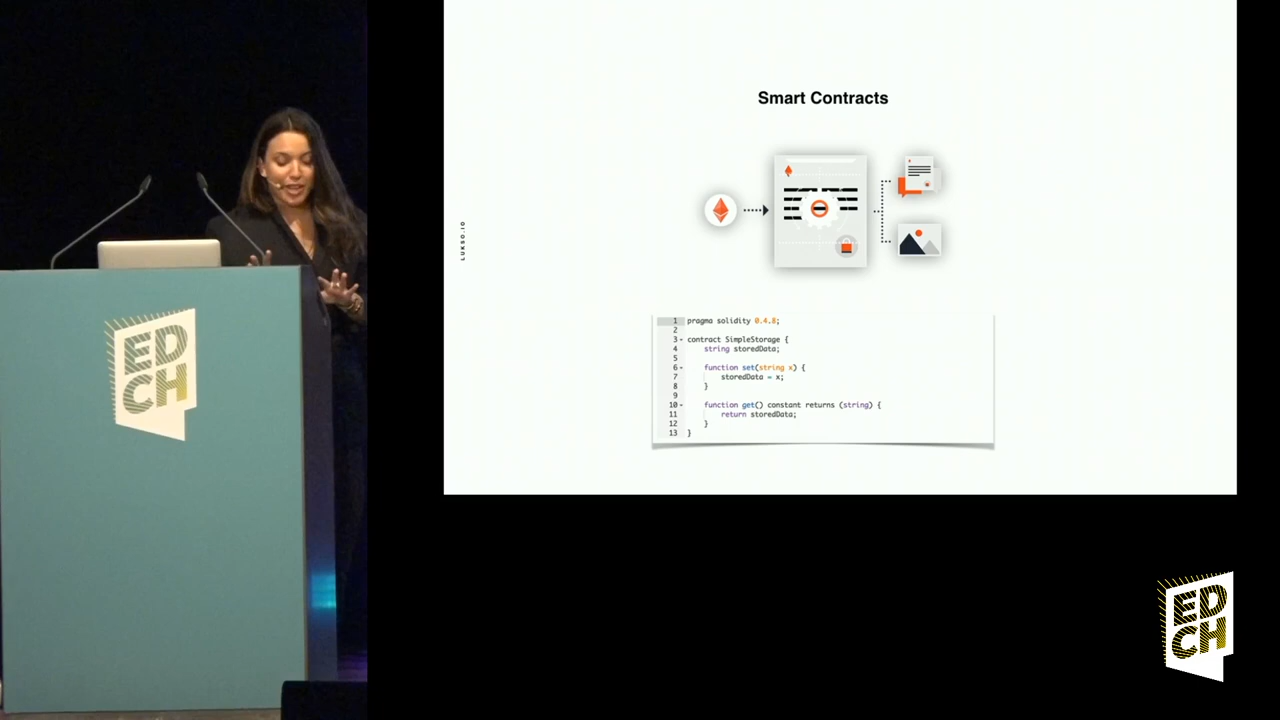 Smart Contracts
LUKSO.IO
1 pragma solidity 0.4.8;
2
3 contract SimpleStorage {
4 string storedData;
5
6 function set(string x) {
7 storedData = x;
8 }
9
10 function get() constant returns (string) {
11 return storedData;
12 }
13 }
ED
CH
ED
CH